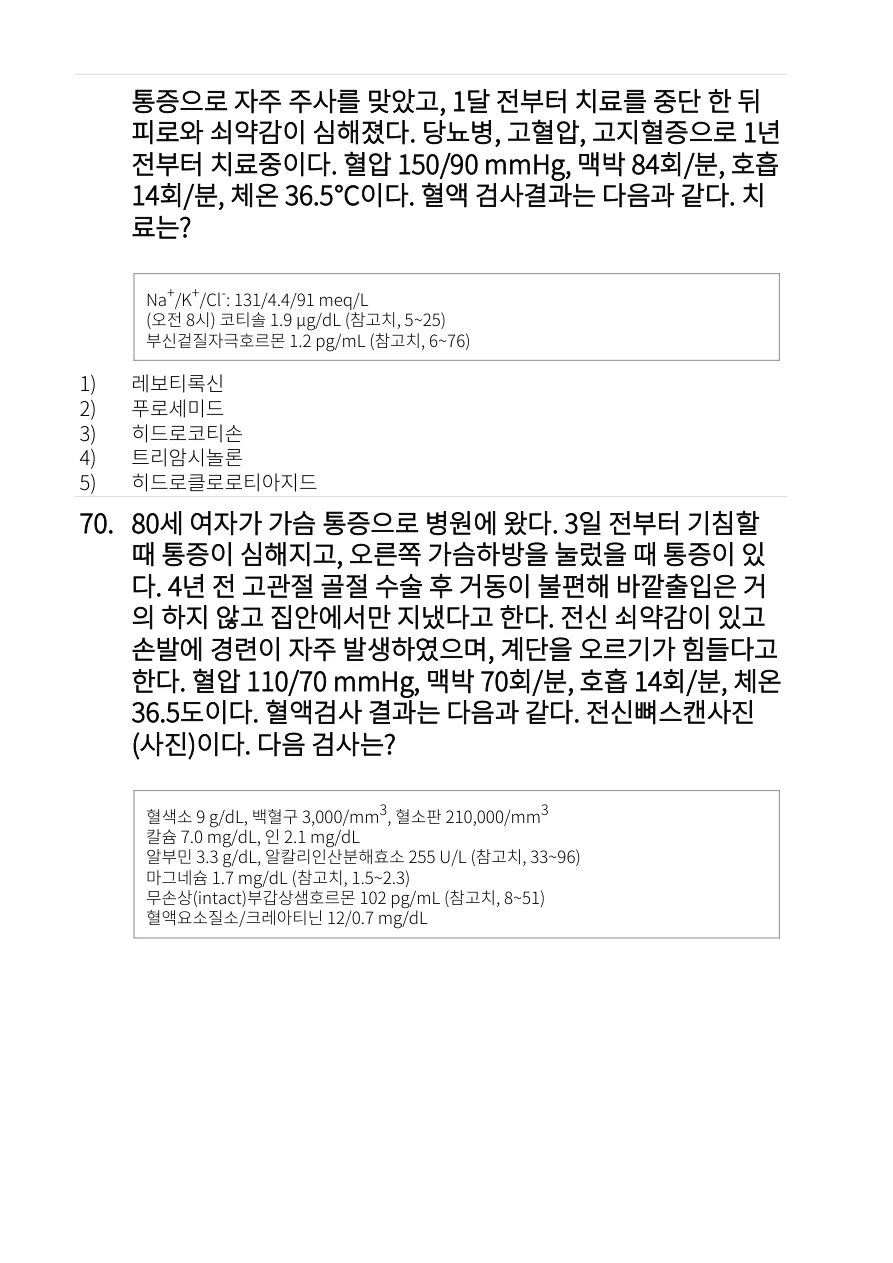 통증으로 자주 주사를 맞았고, 1달 전부터 치료를 중단 한 뒤
피로와 쇠약감이 심해졌다. 당뇨병, 고혈압, 고지혈증으로 1년
전부터 치료중이다. 혈압 150/90 mmHg, 맥박 84회/분, 호흡
14회/분, 체온 36.5℃이다. 혈액 검사결과는 다음과 같다. 치
료는?
Na⁺/K⁺/Cl⁻: 131/4.4/91 meq/L
(오전 8시) 코티솔 1.9 μg/dL (참고치, 5~25)
부신겉질자극호르몬 1.2 pg/mL (참고치, 6~76)
1) 레보티록신
2) 푸로세미드
3) 히드로코티손
4) 트리암시놀론
5) 히드로클로로티아지드
70. 80세 여자가 가슴 통증으로 병원에 왔다. 3일 전부터 기침할
때 통증이 심해지고, 오른쪽 가슴하방을 눌렀을 때 통증이 있
다. 4년 전 고관절 골절 수술 후 거동이 불편해 바깥출입은 거
의 하지 않고 집안에서만 지냈다고 한다. 전신 쇠약감이 있고
손발에 경련이 자주 발생하였으며, 계단을 오르기가 힘들다고
한다. 혈압 110/70 mmHg, 맥박 70회/분, 호흡 14회/분, 체온
36.5도이다. 혈액검사 결과는 다음과 같다. 전신뼈스캔사진
(사진)이다. 다음 검사는?
혈색소 9 g/dL, 백혈구 3,000/mm³, 혈소판 210,000/mm³
칼슘 7.0 mg/dL, 인 2.1 mg/dL
알부민 3.3 g/dL, 알칼리인산분해효소 255 U/L (참고치, 33~96)
마그네슘 1.7 mg/dL (참고치, 1.5~2.3)
무손상(intact)부갑상샘호르몬 102 pg/mL (참고치, 8~51)
혈액요소질소/크레아티닌 12/0.7 mg/dL